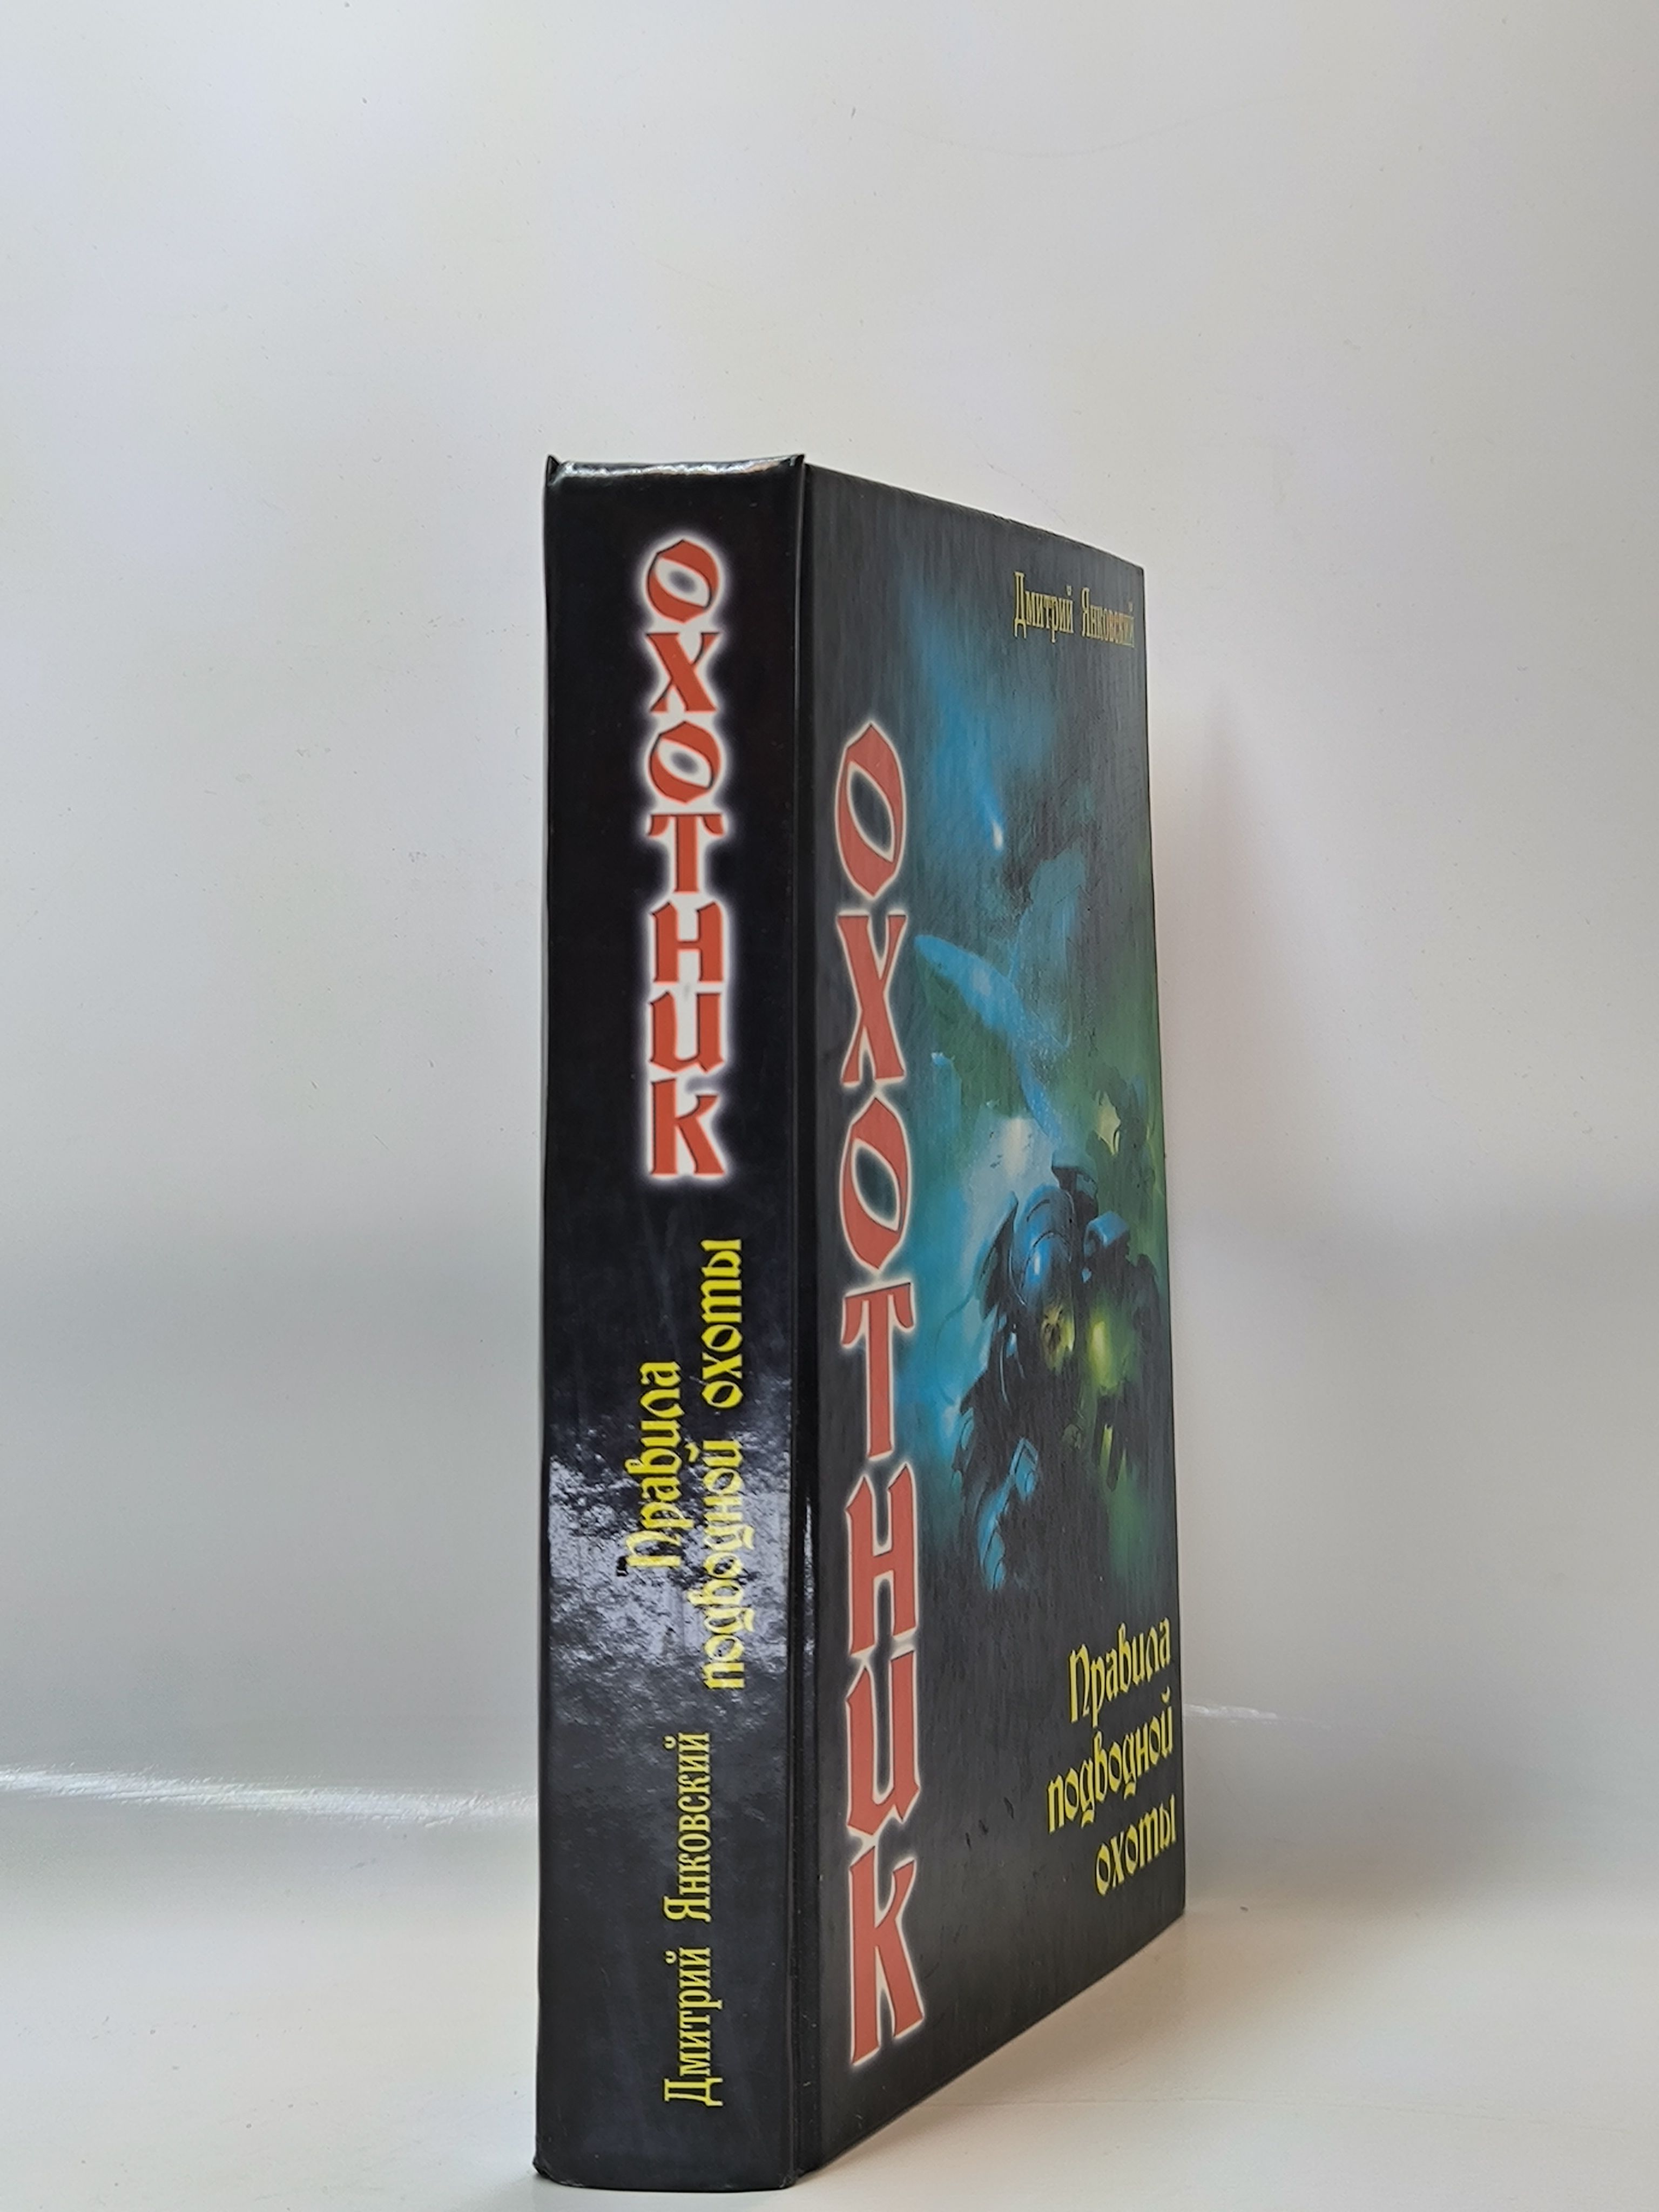 ОХОТНИК
Правила
подводной охоты
Дмитрий Янковский
Дмитрий Янковский
ОХОТНИК
Правила
подводной
охоты